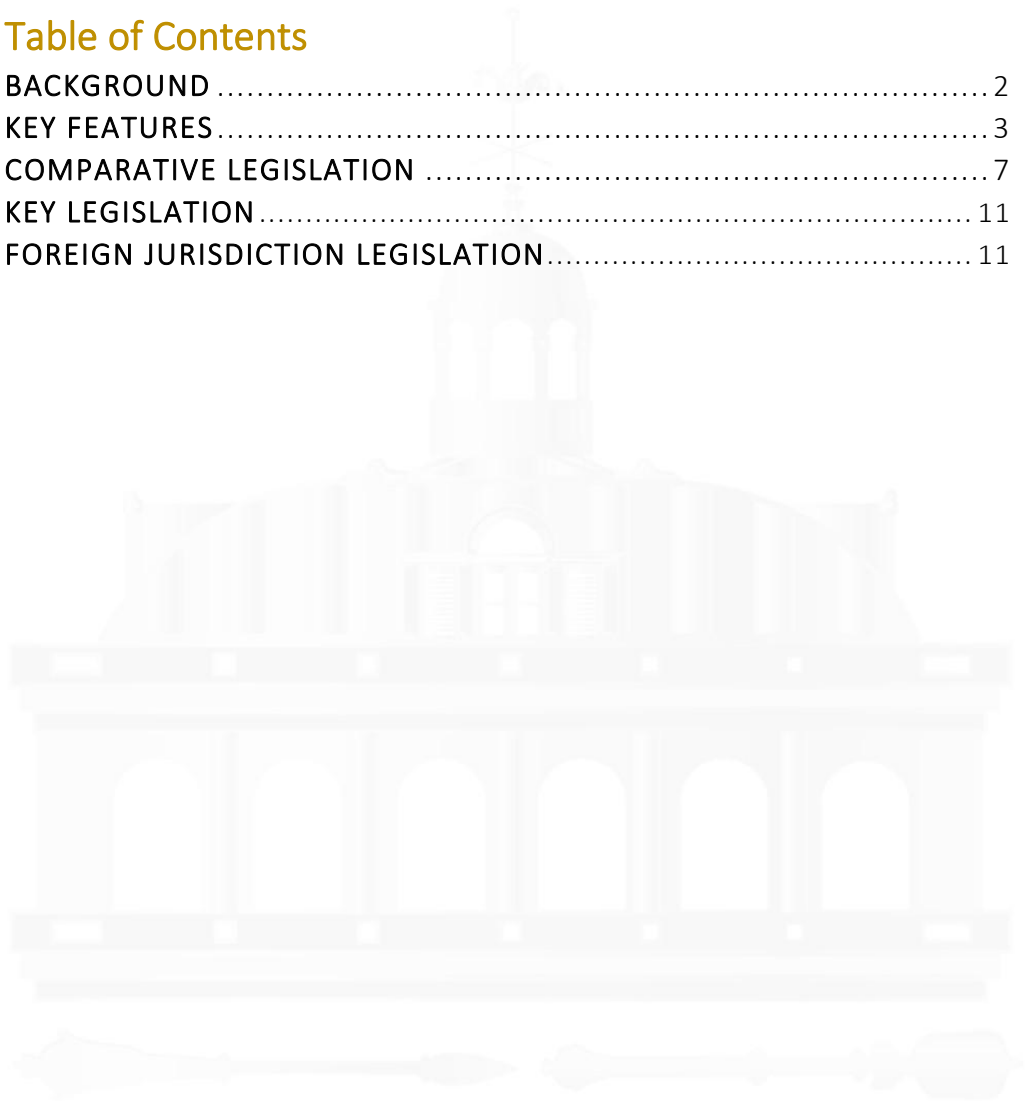 Table of Contents
BACKGROUND ........................................................................... 2
KEY FEATURES ........................................................................... 3
COMPARATIVE LEGISLATION ....................................................... 7
KEY LEGISLATION ..................................................................... 11
FOREIGN JURISDICTION LEGISLATION .......................................... 11